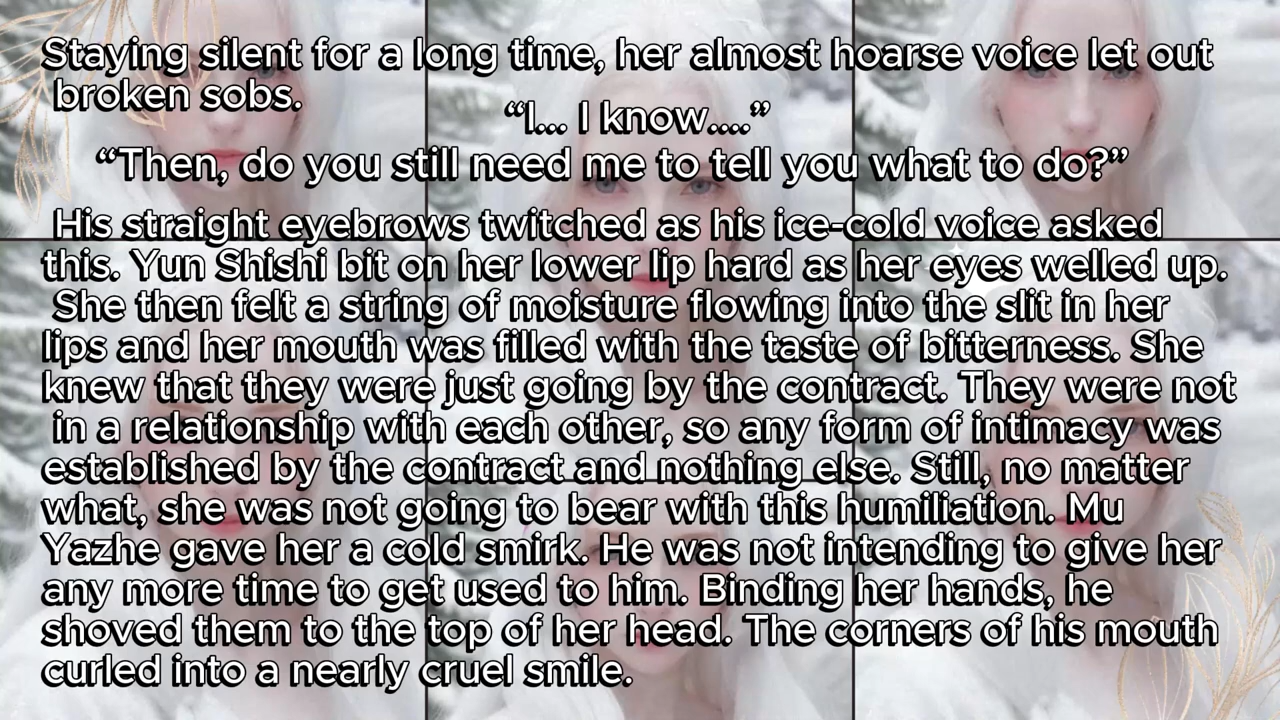 Staying silent for a long time, her almost hoarse voice let out
broken sobs.
“I... I know....”
“Then, do you still need me to tell you what to do?”
His straight eyebrows twitched as his ice-cold voice asked
this. Yun Shishi bit on her lower lip hard as her eyes welled up.
She then felt a string of moisture flowing into the slit in her
lips and her mouth was filled with the taste of bitterness. She
knew that they were just going by the contract. They were not
in a relationship with each other, so any form of intimacy was
established by the contract and nothing else. Still, no matter
what, she was not going to bear with this humiliation. Mu
Yazhe gave her a cold smirk. He was not intending to give her
any more time to get used to him. Binding her hands, he
shoved them to the top of her head. The corners of his mouth
curled into a nearly cruel smile.